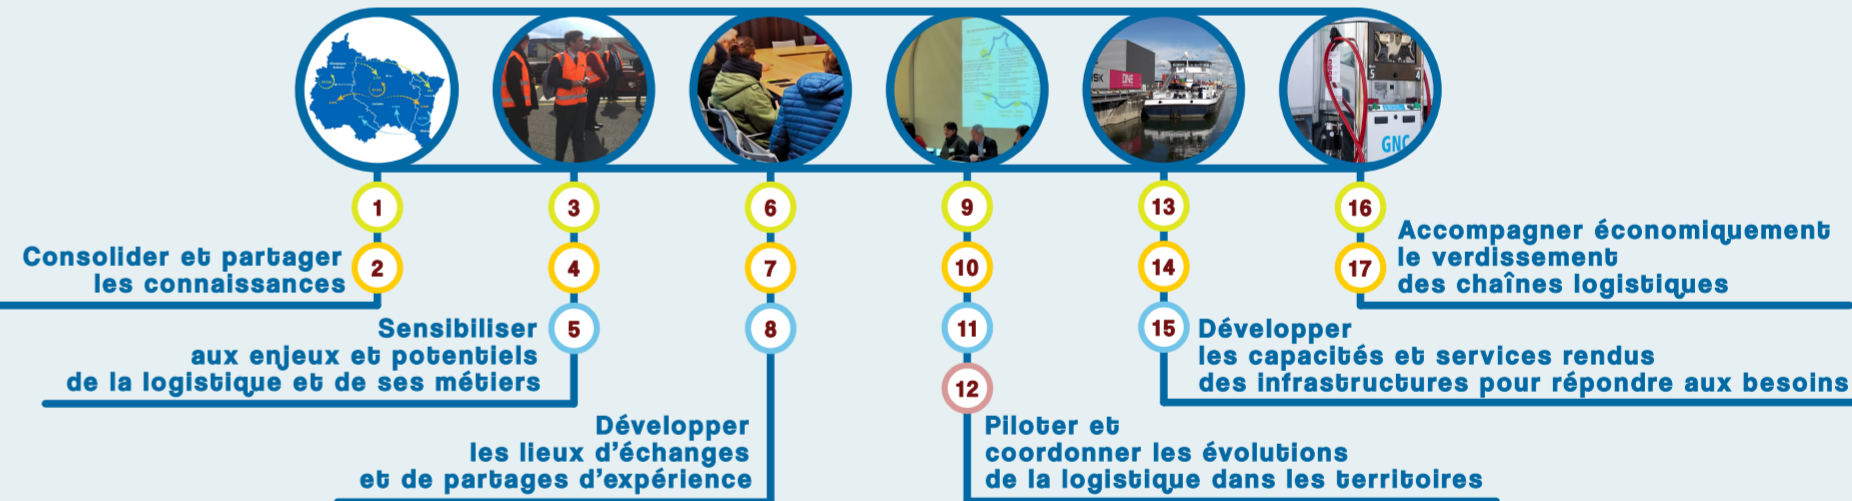 DNE
5
4
GNC
1
2
Consolider et partager
les connaissances
3
4
5
Sensibiliser
aux enjeux et potentiels
de la logistique et de ses métiers
6
7
8
Développer
les lieux d'échanges
et de partages d'expérience
9
10
11
12
Piloter et
coordonner les évolutions
de la logistique dans les territoires
13
14
15
Développer
les capacités et services rendus
des infrastructures pour répondre aux besoins
16
17
Accompagner économiquement
le verdissement
des chaînes logistiques